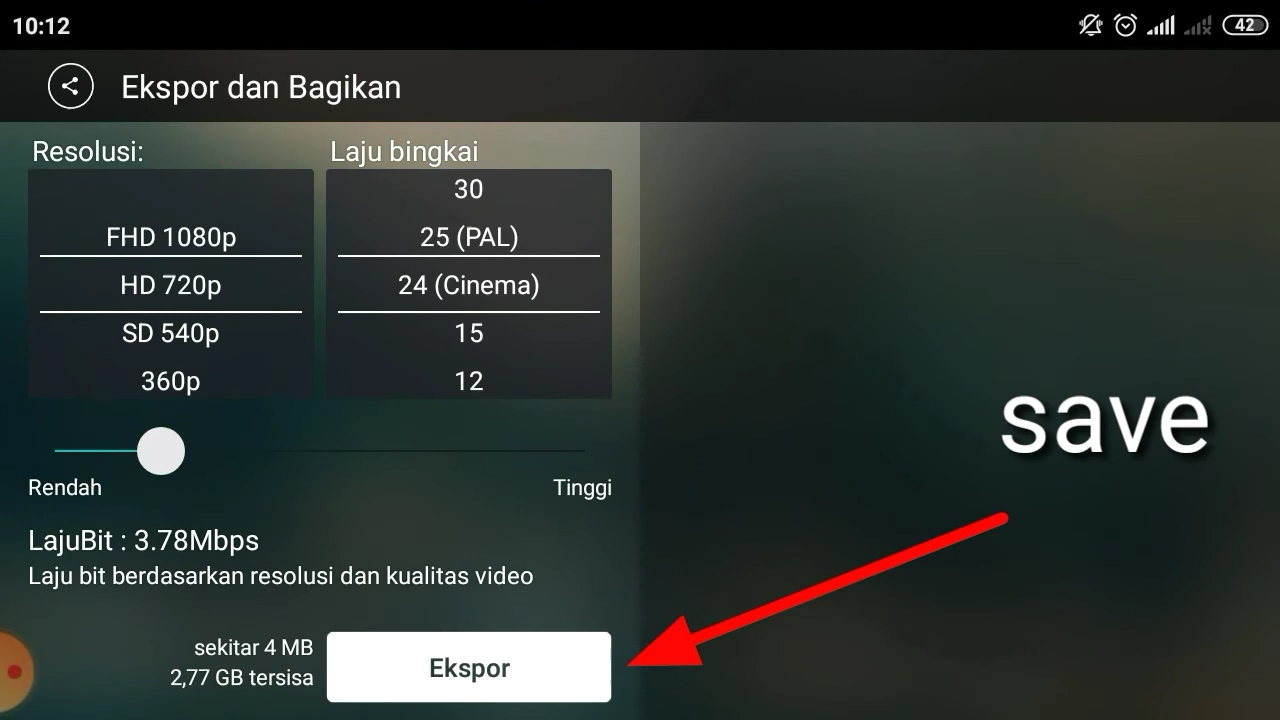 10:12
42
Ekspor dan Bagikan
Resolusi:
FHD 1080p
HD 720p
SD 540p
360p
Laju bingkai
30
25 (PAL)
24 (Cinema)
15
12
Rendah
Tinggi
LajuBit : 3.78Mbps
Laju bit berdasarkan resolusi dan kualitas video
sekitar 4 MB
2,77 GB tersisa
Ekspor
save